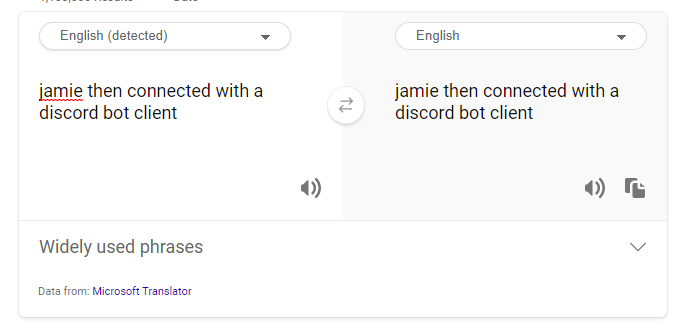 English (detected)
English
jamie then connected with a
discord bot client
jamie then connected with a
discord bot client
Widely used phrases
Data from: Microsoft Translator